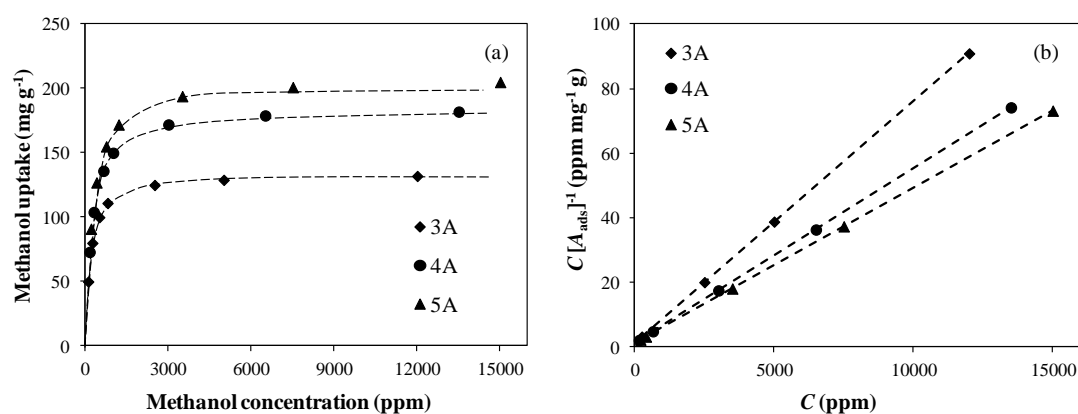 (a)
250
200
150
100
50
0
Methanol uptake (mg g⁻¹)
3A
4A
5A
0 3000 6000 9000 12000 15000
Methanol concentration (ppm)
(b)
100
80
60
40
20
0
C [A_ads]⁻¹ (ppm mg⁻¹ g)
3A
4A
5A
0 5000 10000 15000
C (ppm)